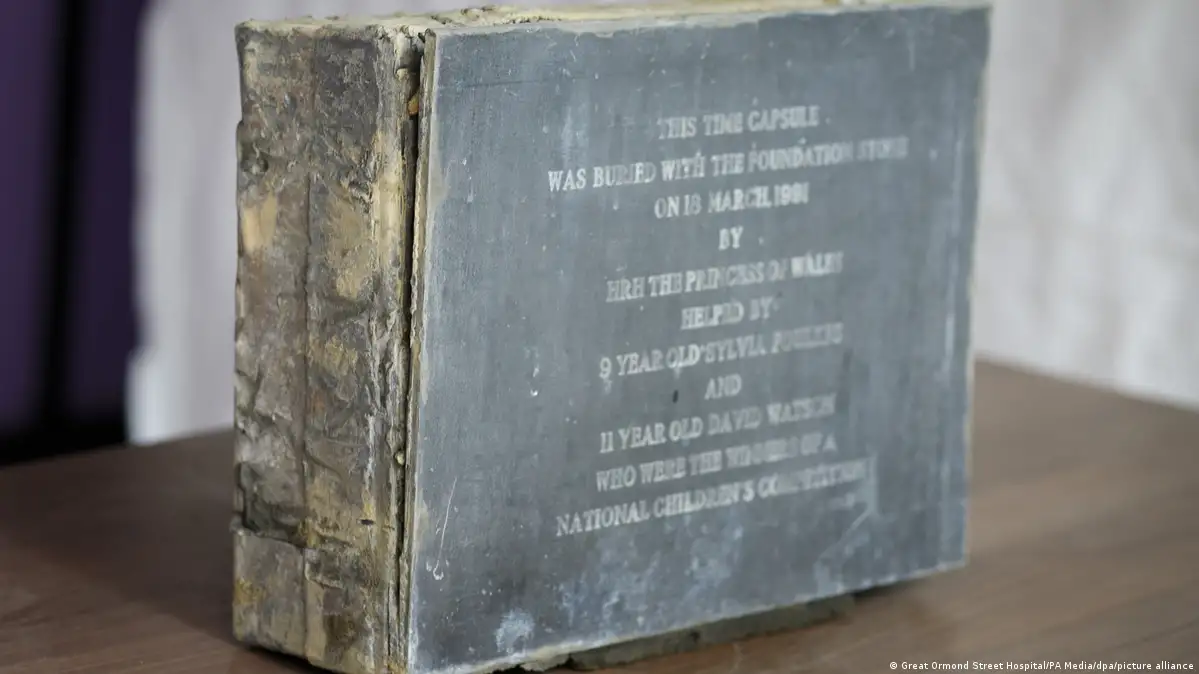 THIS TIME CAPSULE
WAS BURIED WITH THE FOUNDATION STONE
ON 18 MARCH, 1991
BY
HRH THE PRINCESS OF WALES
HELPED BY
9 YEAR OLD SYLVIA
AND
11 YEAR OLD DAVID WATSON
WHO WERE THE WINNERS OF A
NATIONAL CHILDREN'S COMPETITION
© Great Ormond Street Hospital/PA Media/dpa/picture alliance